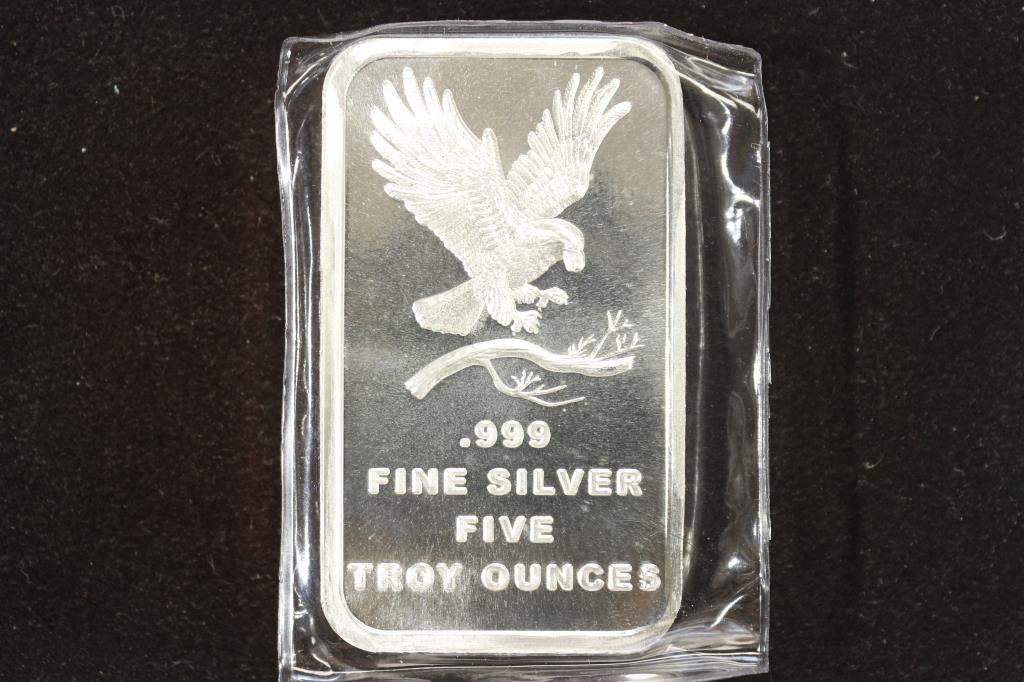 .999
FINE SILVER
FIVE
TROY OUNCES